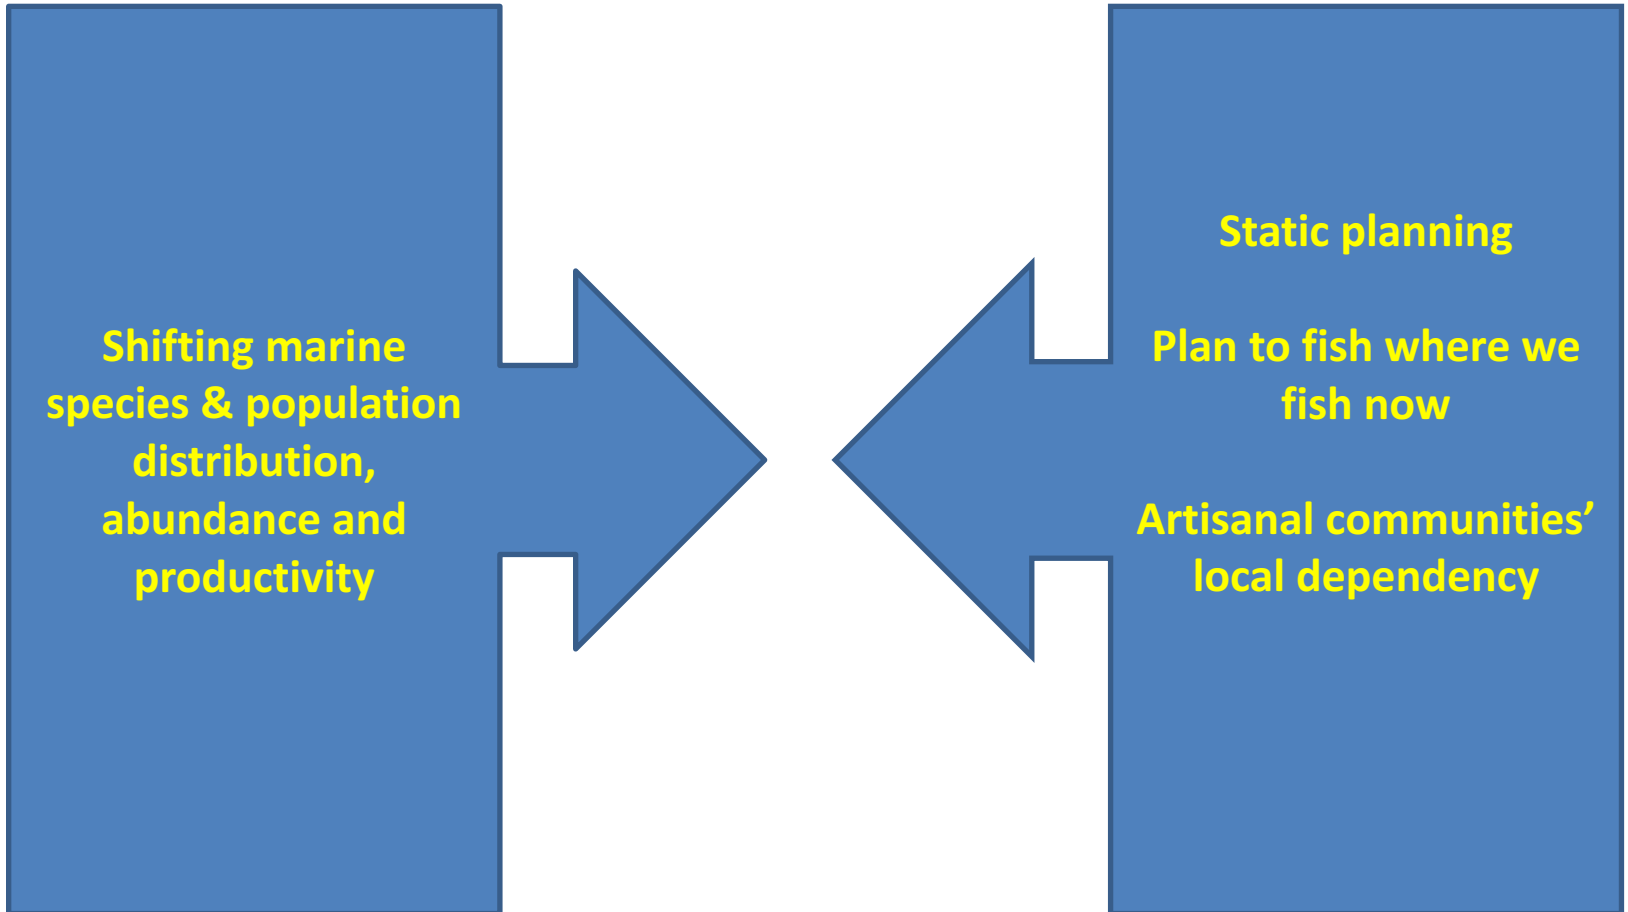 Shifting marine
species & population
distribution,
abundance and
productivity
Static planning
Plan to fish where we
fish now
Artisanal communities’
local dependency